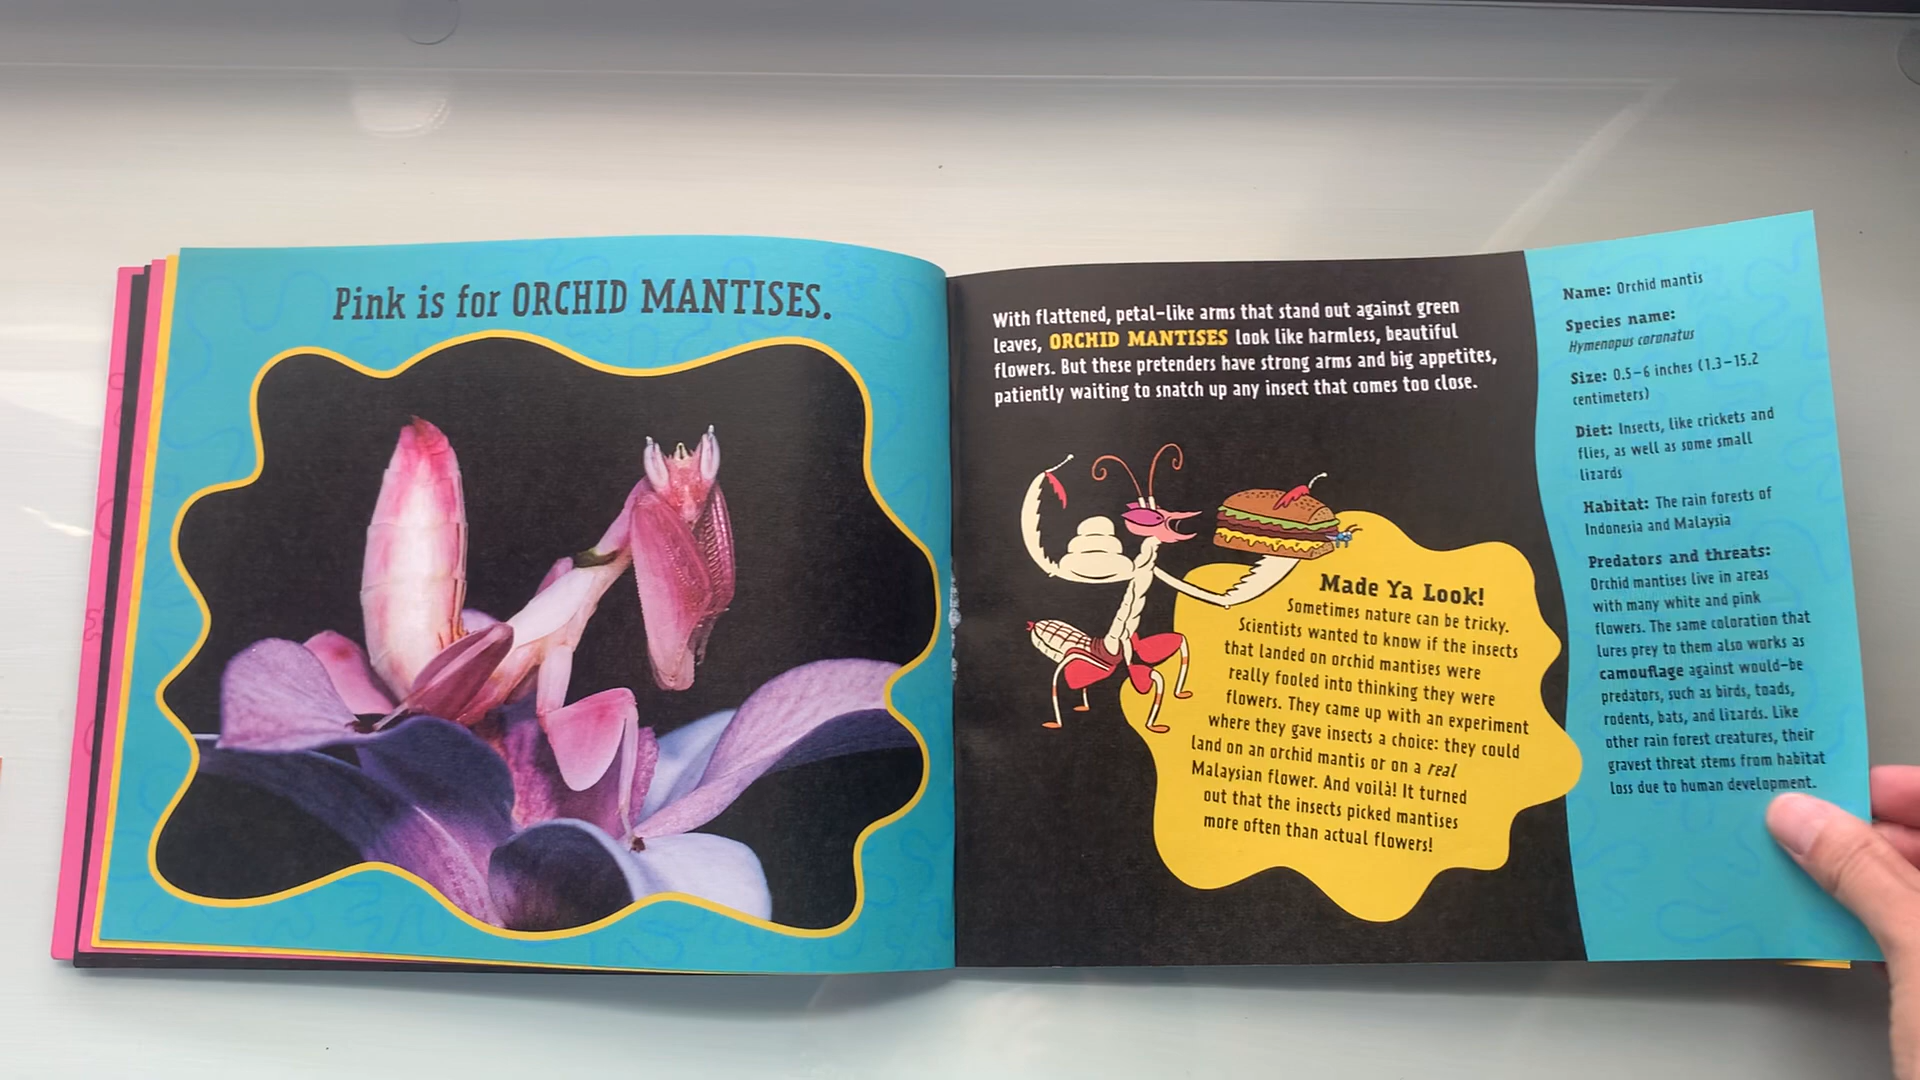 Pink is for ORCHID MANTISES.
With flattened, petal-like arms that stand out against green
leaves, ORCHID MANTISES look like harmless, beautiful
flowers. But these pretenders have strong arms and big appetites,
patiently waiting to snatch up any insect that comes too close.
Made Ya Look!
Sometimes nature can be tricky.
Scientists wanted to know if the insects
that landed on orchid mantises were
really fooled into thinking they were
flowers. They came up with an experiment
where they gave insects a choice: they could
land on an orchid mantis or on a real
Malaysian flower. And voilà! It turned
out that the insects picked mantises
more often than actual flowers!
Name: Orchid mantis
Species name:
Hymenopus coronatus
Size: 0.5–6 inches (1.3–15.2
centimeters)
Diet: Insects, like crickets and
flies, as well as some small
lizards
Habitat: The rain forests of
Indonesia and Malaysia
Predators and threats:
Orchid mantises live in areas
with many white and pink
flowers. The same coloration that
lures prey to them also works as
camouflage against would-be
predators, such as birds, toads,
rodents, bats, and lizards. Like
other rain forest creatures, their
gravest threat stems from habitat
loss due to human development.